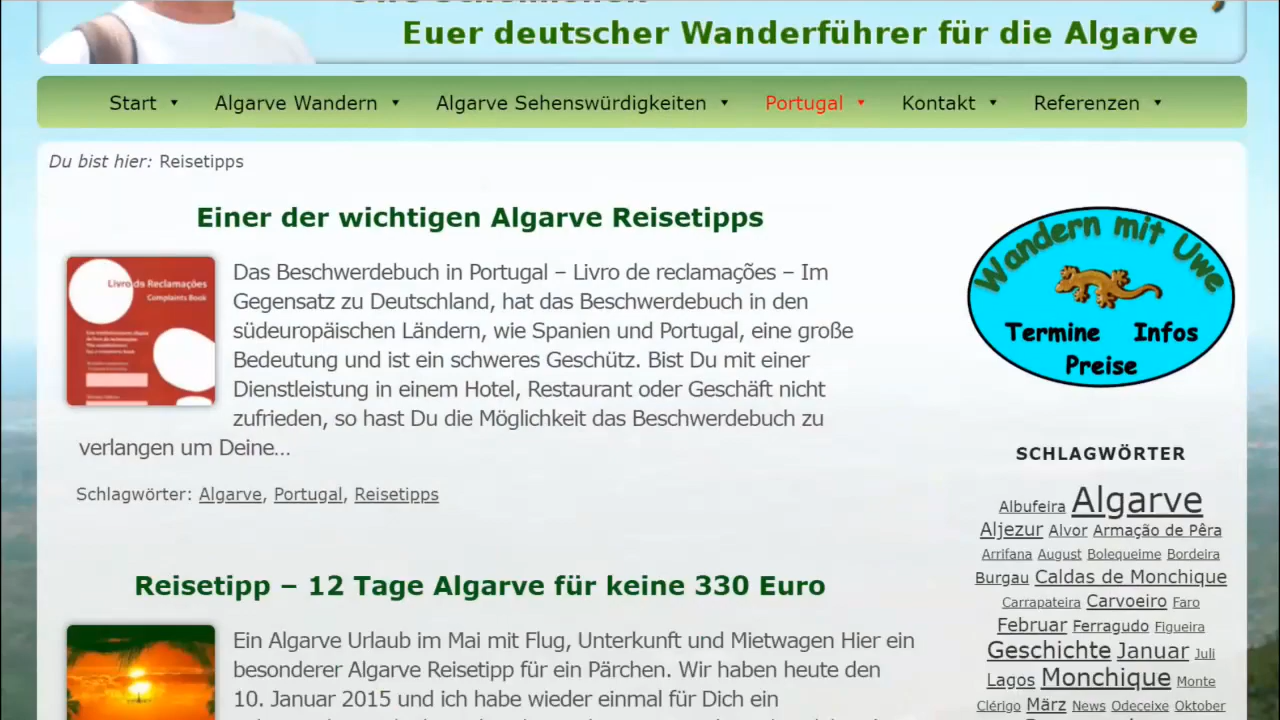 Euer deutscher Wanderführer für die Algarve
Start Algarve Wandern Algarve Sehenswürdigkeiten Portugal Kontakt Referenzen
Du bist hier: Reisetipps
Einer der wichtigen Algarve Reisetipps
Livro de Reclamações
Complaints Book
Das Beschwerdebuch in Portugal – Livro de reclamações – Im
Gegensatz zu Deutschland, hat das Beschwerdebuch in den
südeuropäischen Ländern, wie Spanien und Portugal, eine große
Bedeutung und ist ein schweres Geschütz. Bist Du mit einer
Dienstleistung in einem Hotel, Restaurant oder Geschäft nicht
zufrieden, so hast Du die Möglichkeit das Beschwerdebuch zu
verlangen um Deine...
Schlagwörter: Algarve, Portugal, Reisetipps
Reisetipp – 12 Tage Algarve für keine 330 Euro
Ein Algarve Urlaub im Mai mit Flug, Unterkunft und Mietwagen Hier ein
besonderer Algarve Reisetipp für ein Pärchen. Wir haben heute den
10. Januar 2015 und ich habe wieder einmal für Dich ein
Wandern mit Uwe
Termine Infos
Preise
SCHLAGWÖRTER
Albufeira Algarve
Aljezur Alvor Armação de Pêra
Arrifana August Boliqueime Bordeira
Burgau Caldas de Monchique
Carrapateira Carvoeiro Faro
Februar Ferragudo Figueira
Geschichte Januar Juli
Lagos Monchique Monte
Clérigo März News Odeceixe Oktober